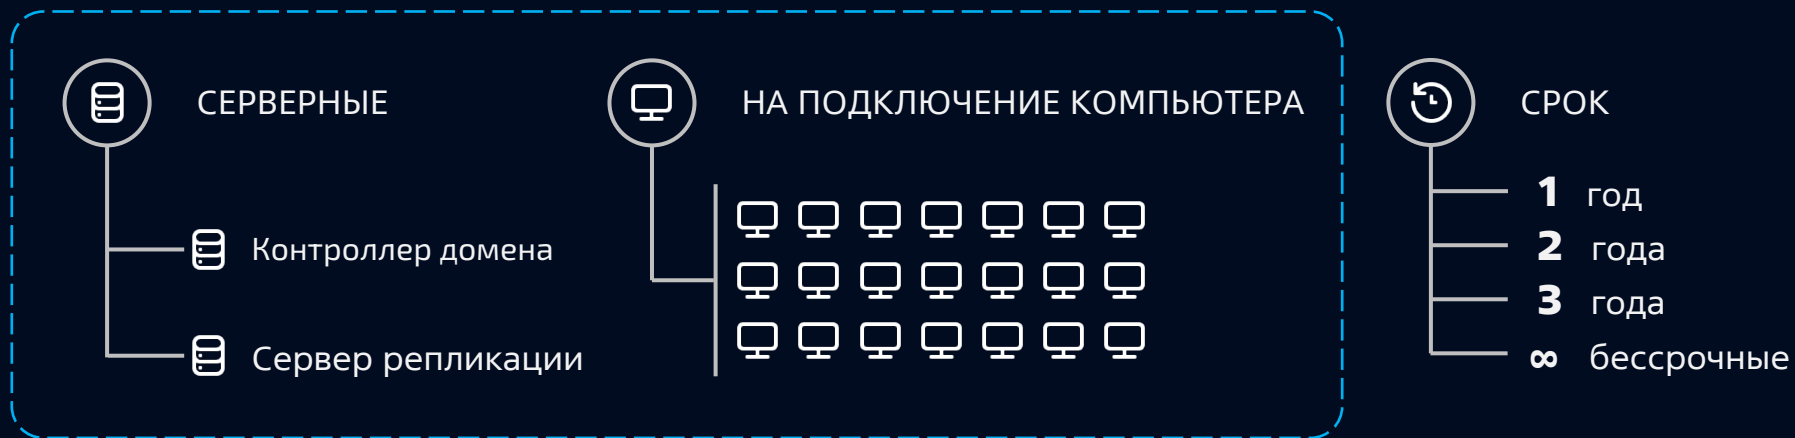 СЕРВЕРНЫЕ
Контроллер домена
Сервер репликации
НА ПОДКЛЮЧЕНИЕ КОМПЬЮТЕРА
СРОК
1 год
2 года
3 года
∞ бессрочные